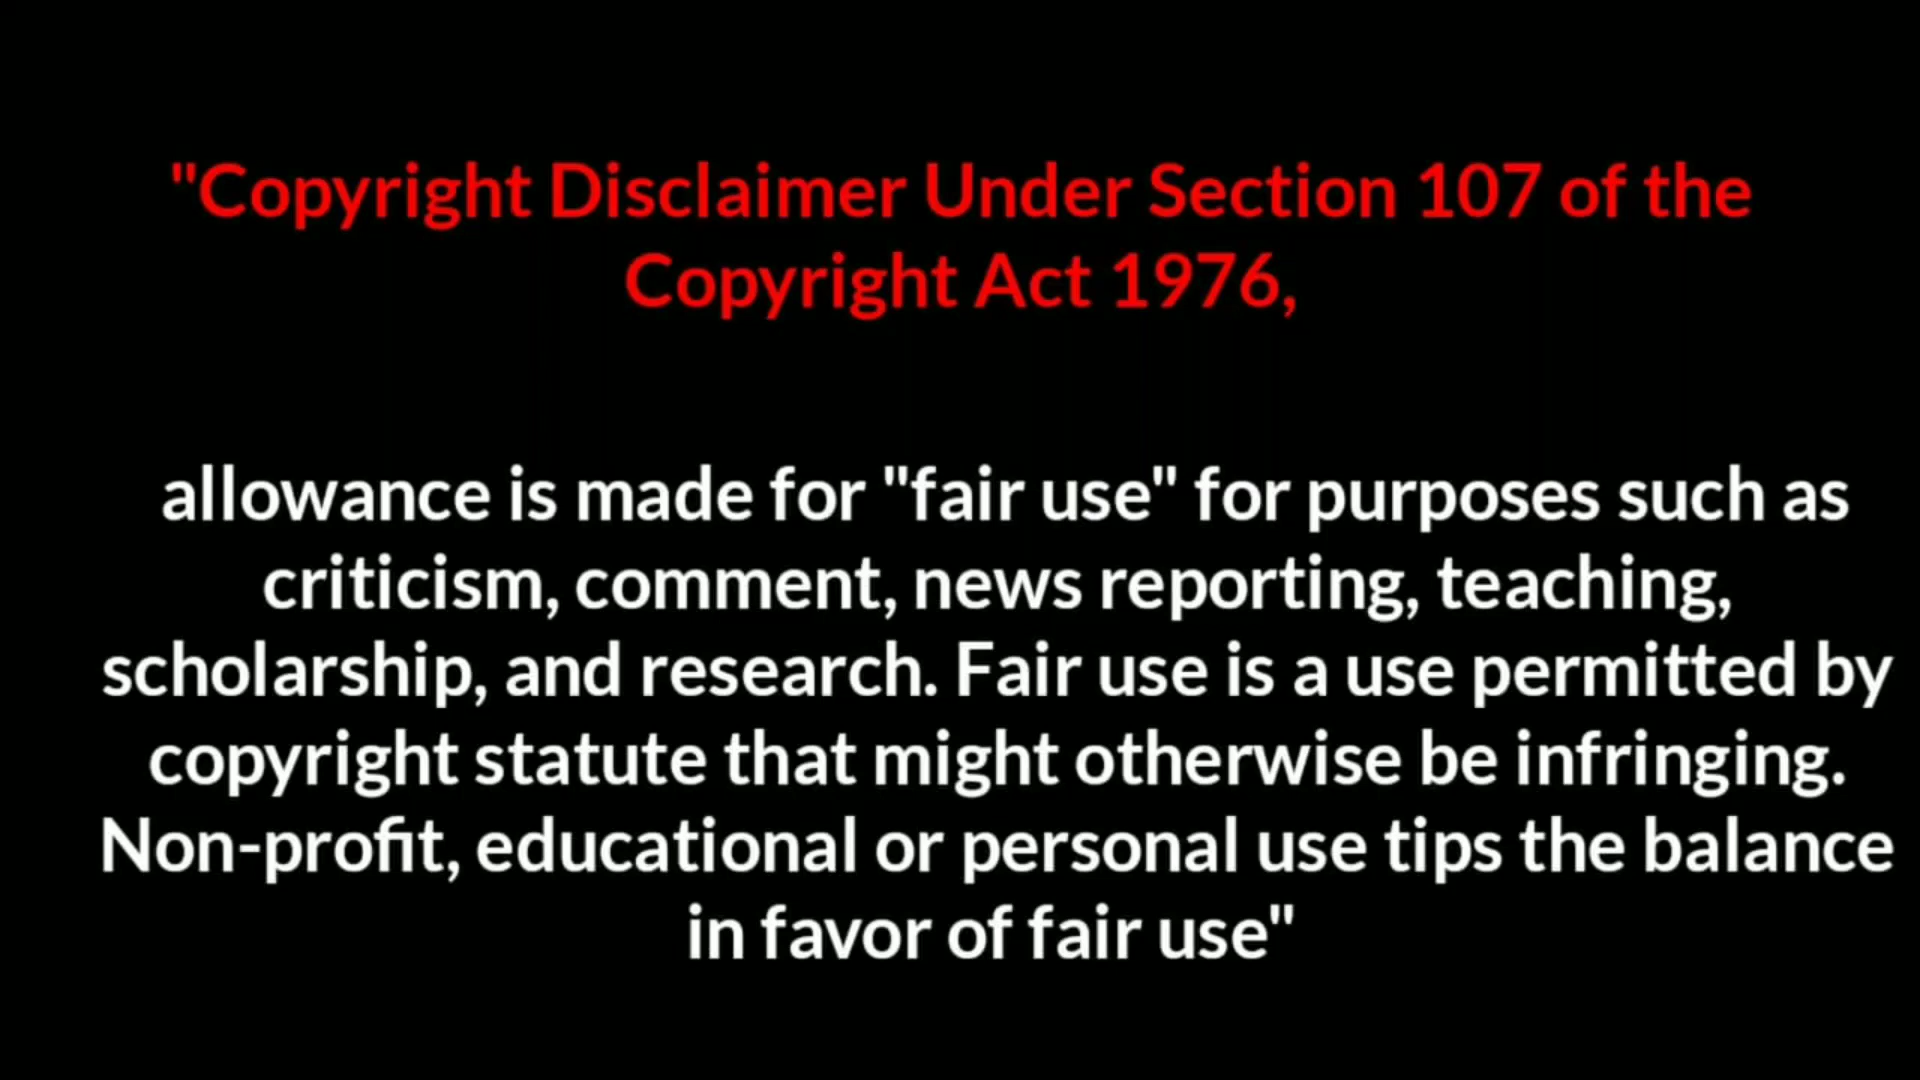 "Copyright Disclaimer Under Section 107 of the
Copyright Act 1976,
allowance is made for "fair use" for purposes such as
criticism, comment, news reporting, teaching,
scholarship, and research. Fair use is a use permitted by
copyright statute that might otherwise be infringing.
Non-profit, educational or personal use tips the balance
in favor of fair use"